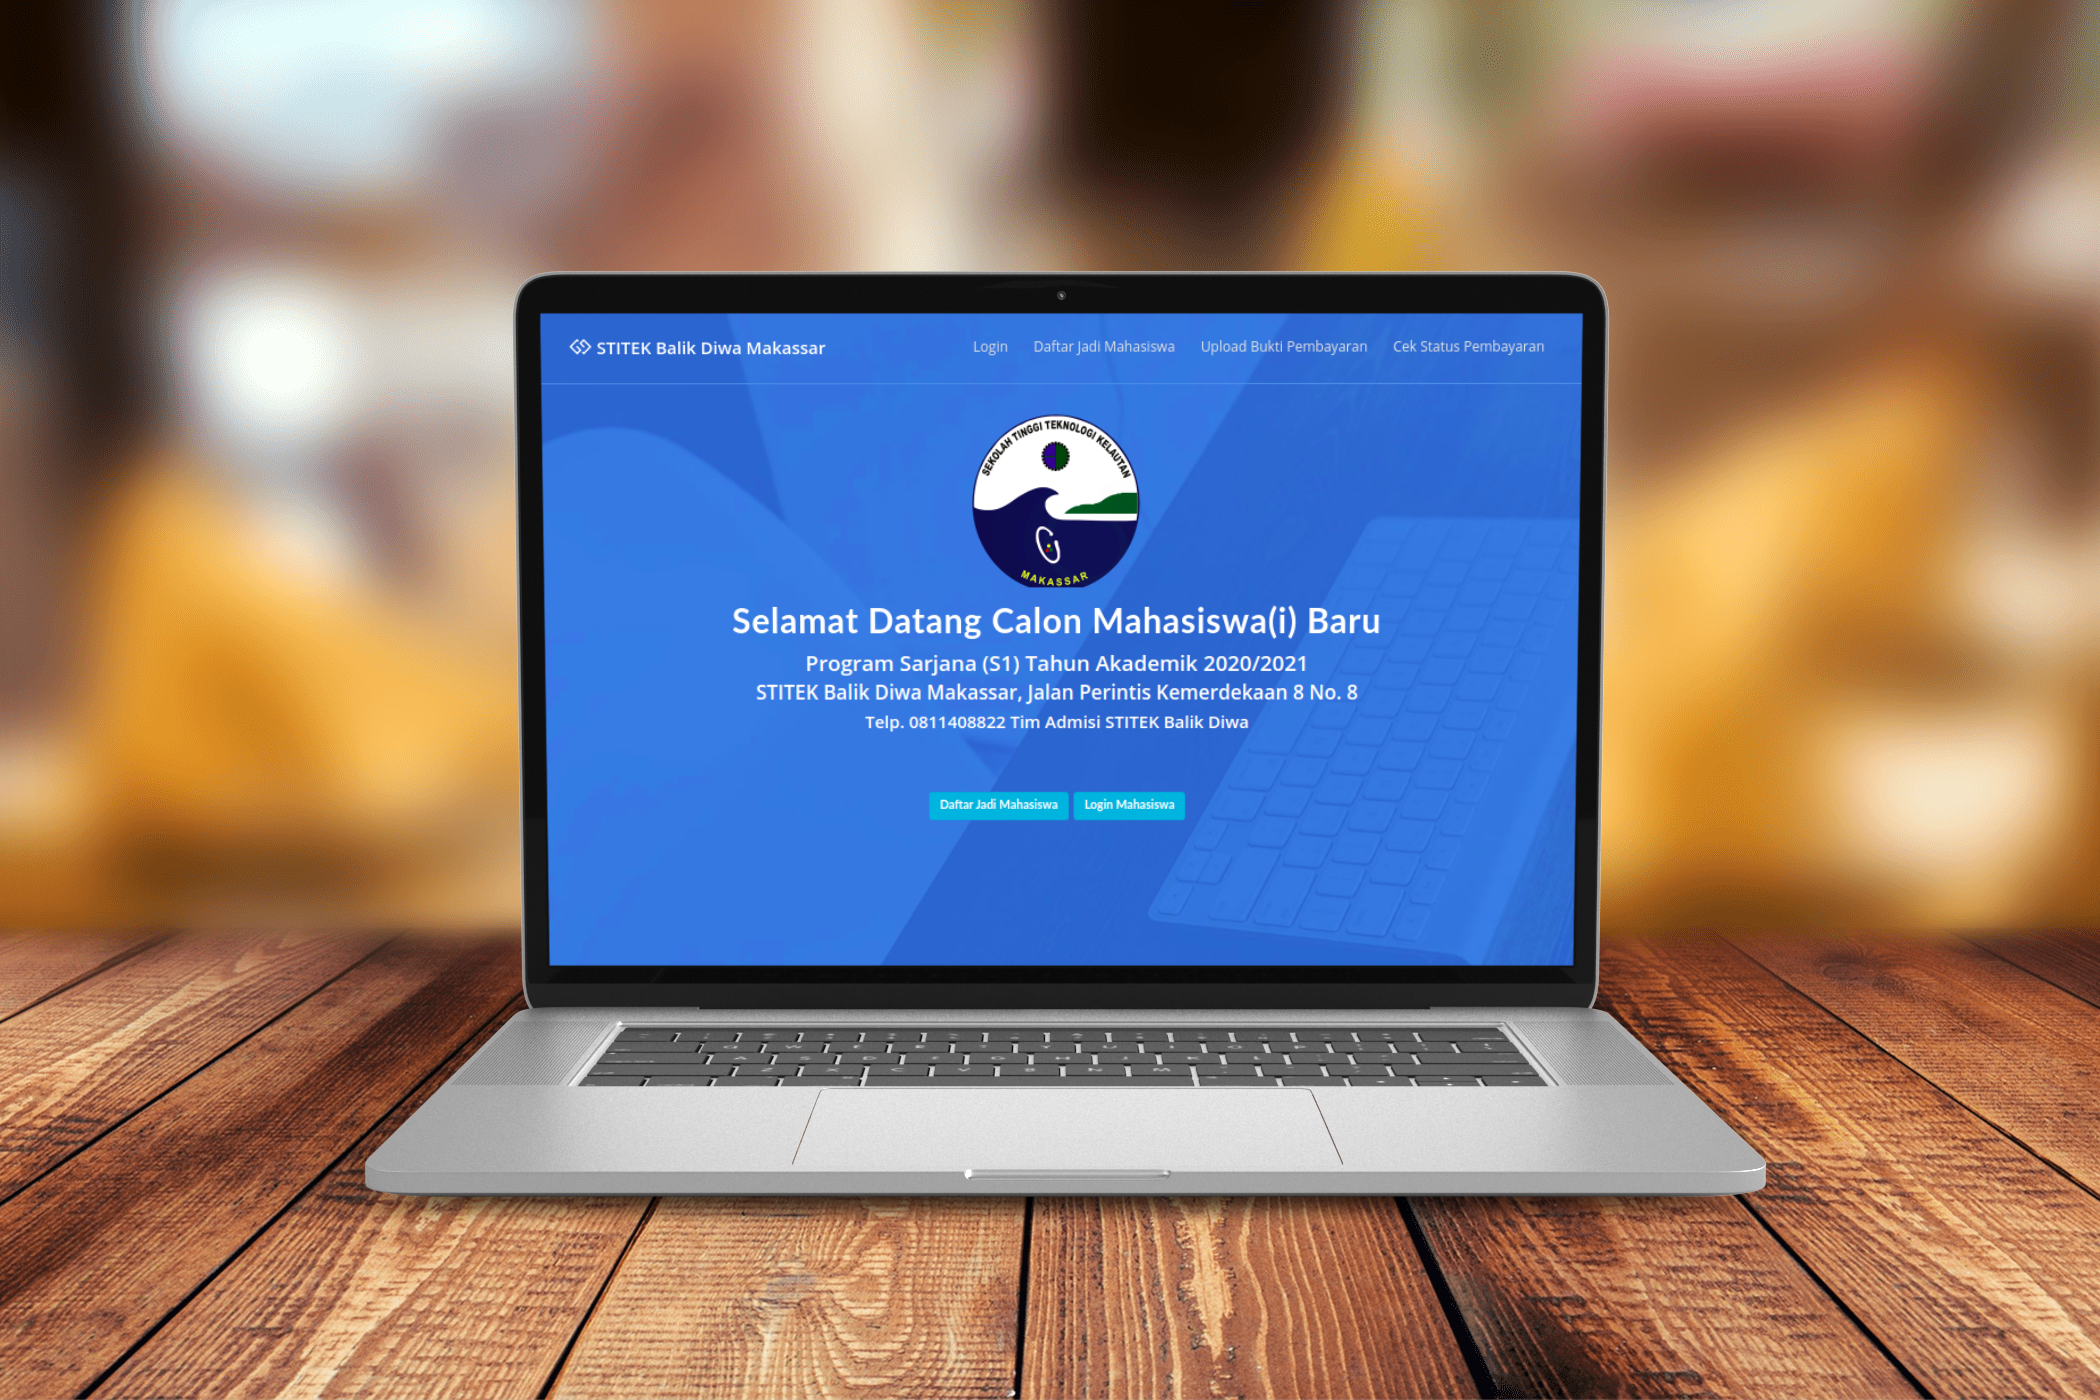 STITEK Balik Diwa Makassar
Login Daftar Jadi Mahasiswa Upload Bukti Pembayaran Cek Status Pembayaran
SEKOLAH TINGGI TEKNOLOGI KELAUTAN
MAKASSAR
Selamat Datang Calon Mahasiswa(i) Baru
Program Sarjana (S1) Tahun Akademik 2020/2021
STITEK Balik Diwa Makassar, Jalan Perintis Kemerdekaan 8 No. 8
Telp. 0811408822 Tim Admisi STITEK Balik Diwa
Daftar Jadi Mahasiswa Login Mahasiswa